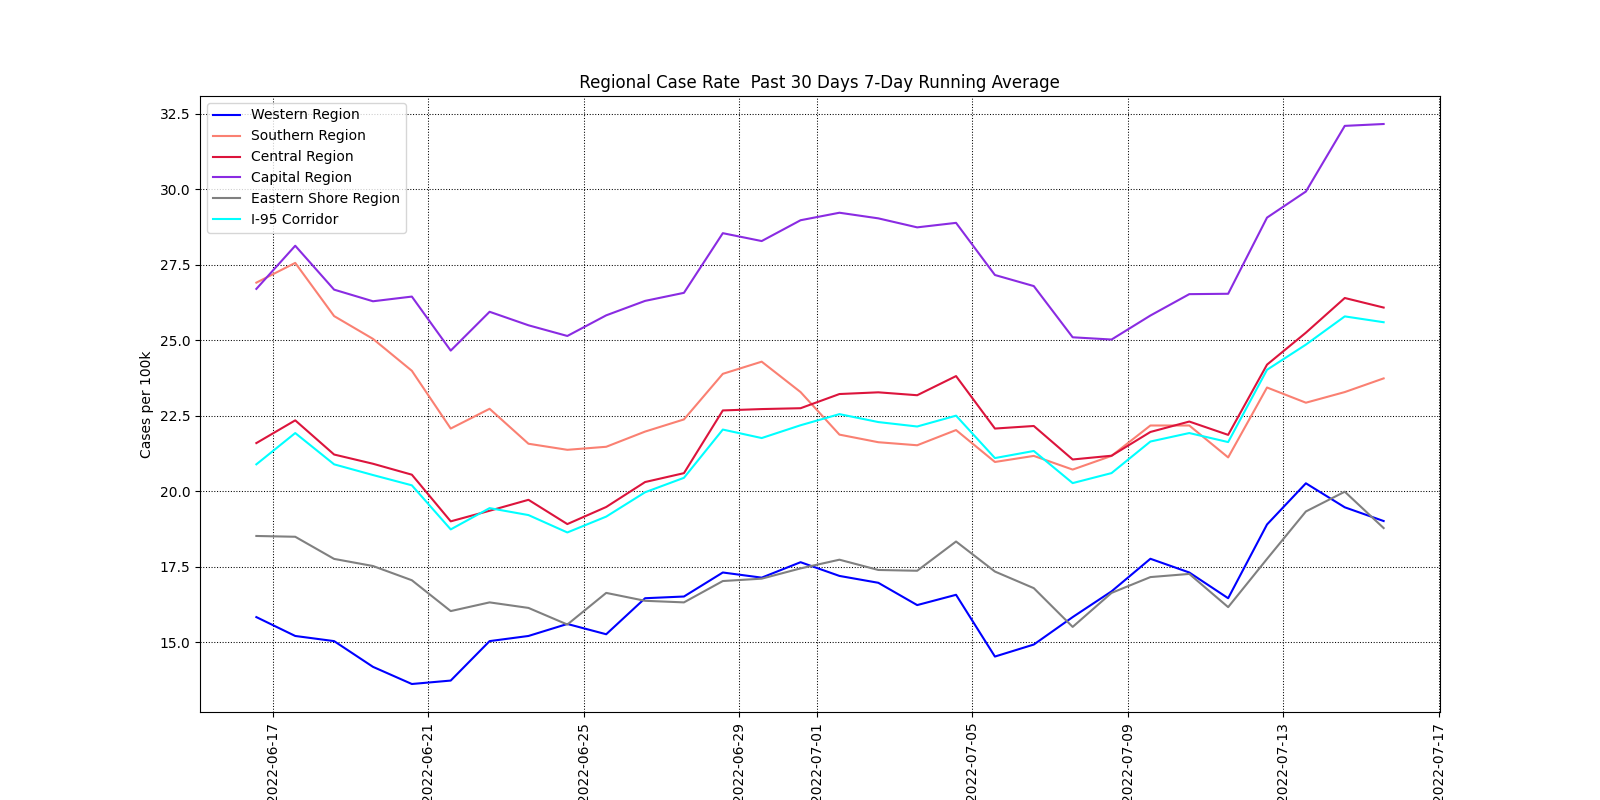 Regional Case Rate  Past 30 Days 7-Day Running Average
Western Region
Southern Region
Central Region
Capital Region
Eastern Shore Region
I-95 Corridor
Cases per 100k
32.5
30.0
27.5
25.0
22.5
20.0
17.5
15.0
2022-06-17
2022-06-21
2022-06-25
2022-06-29
2022-07-01
2022-07-05
2022-07-09
2022-07-13
2022-07-17